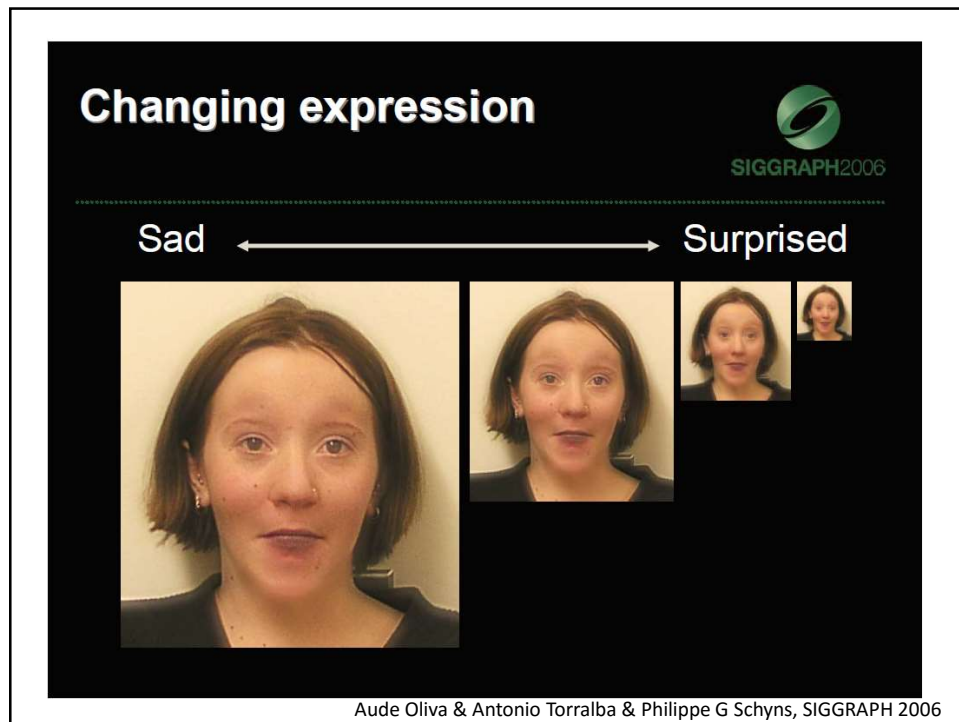 Changing expression
SIGGRAPH2006
Sad
Surprised
Aude Oliva & Antonio Torralba & Philippe G Schyns, SIGGRAPH 2006